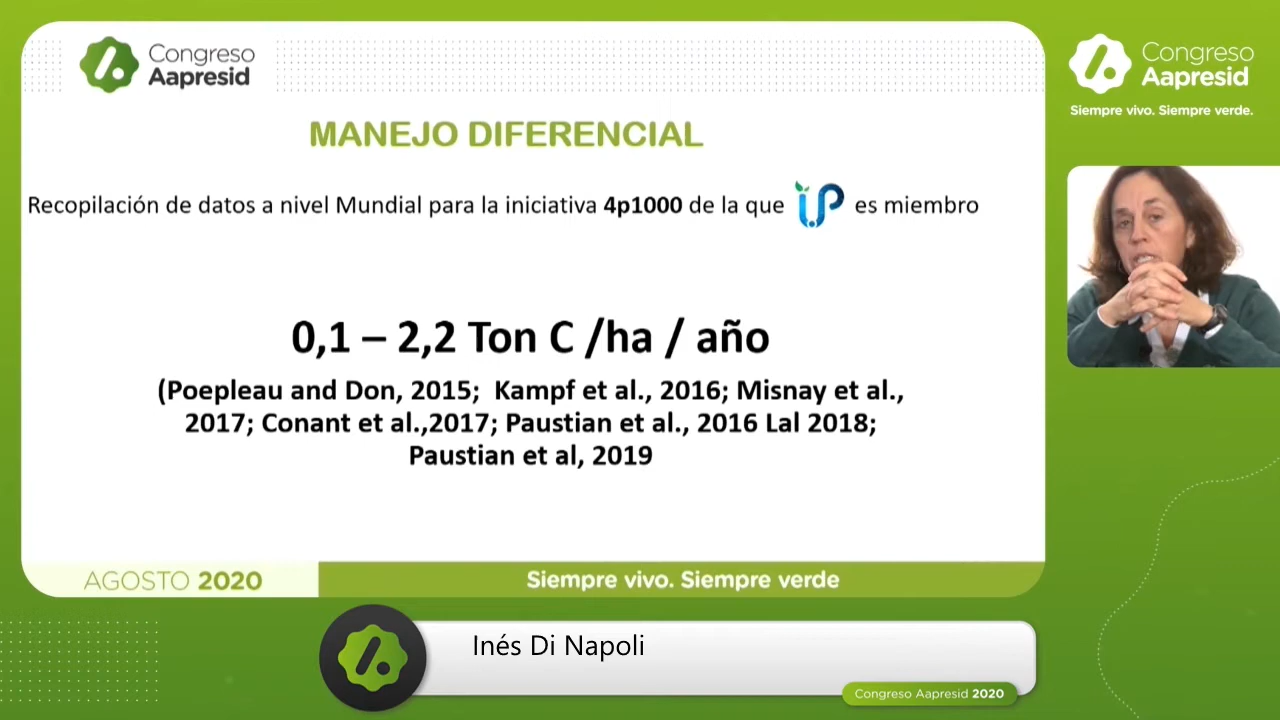 Congreso
Aapresid
Congreso
Aapresid
Siempre vivo. Siempre verde.
MANEJO DIFERENCIAL
Recopilación de datos a nivel Mundial para la iniciativa 4p1000 de la que iP es miembro
0,1 – 2,2 Ton C /ha / año
(Poepleau and Don, 2015; Kampf et al., 2016; Misnay et al.,
2017; Conant et al.,2017; Paustian et al., 2016 Lal 2018;
Paustian et al, 2019
AGOSTO 2020
Siempre vivo. Siempre verde
Inés Di Napoli
Congreso Aapresid 2020